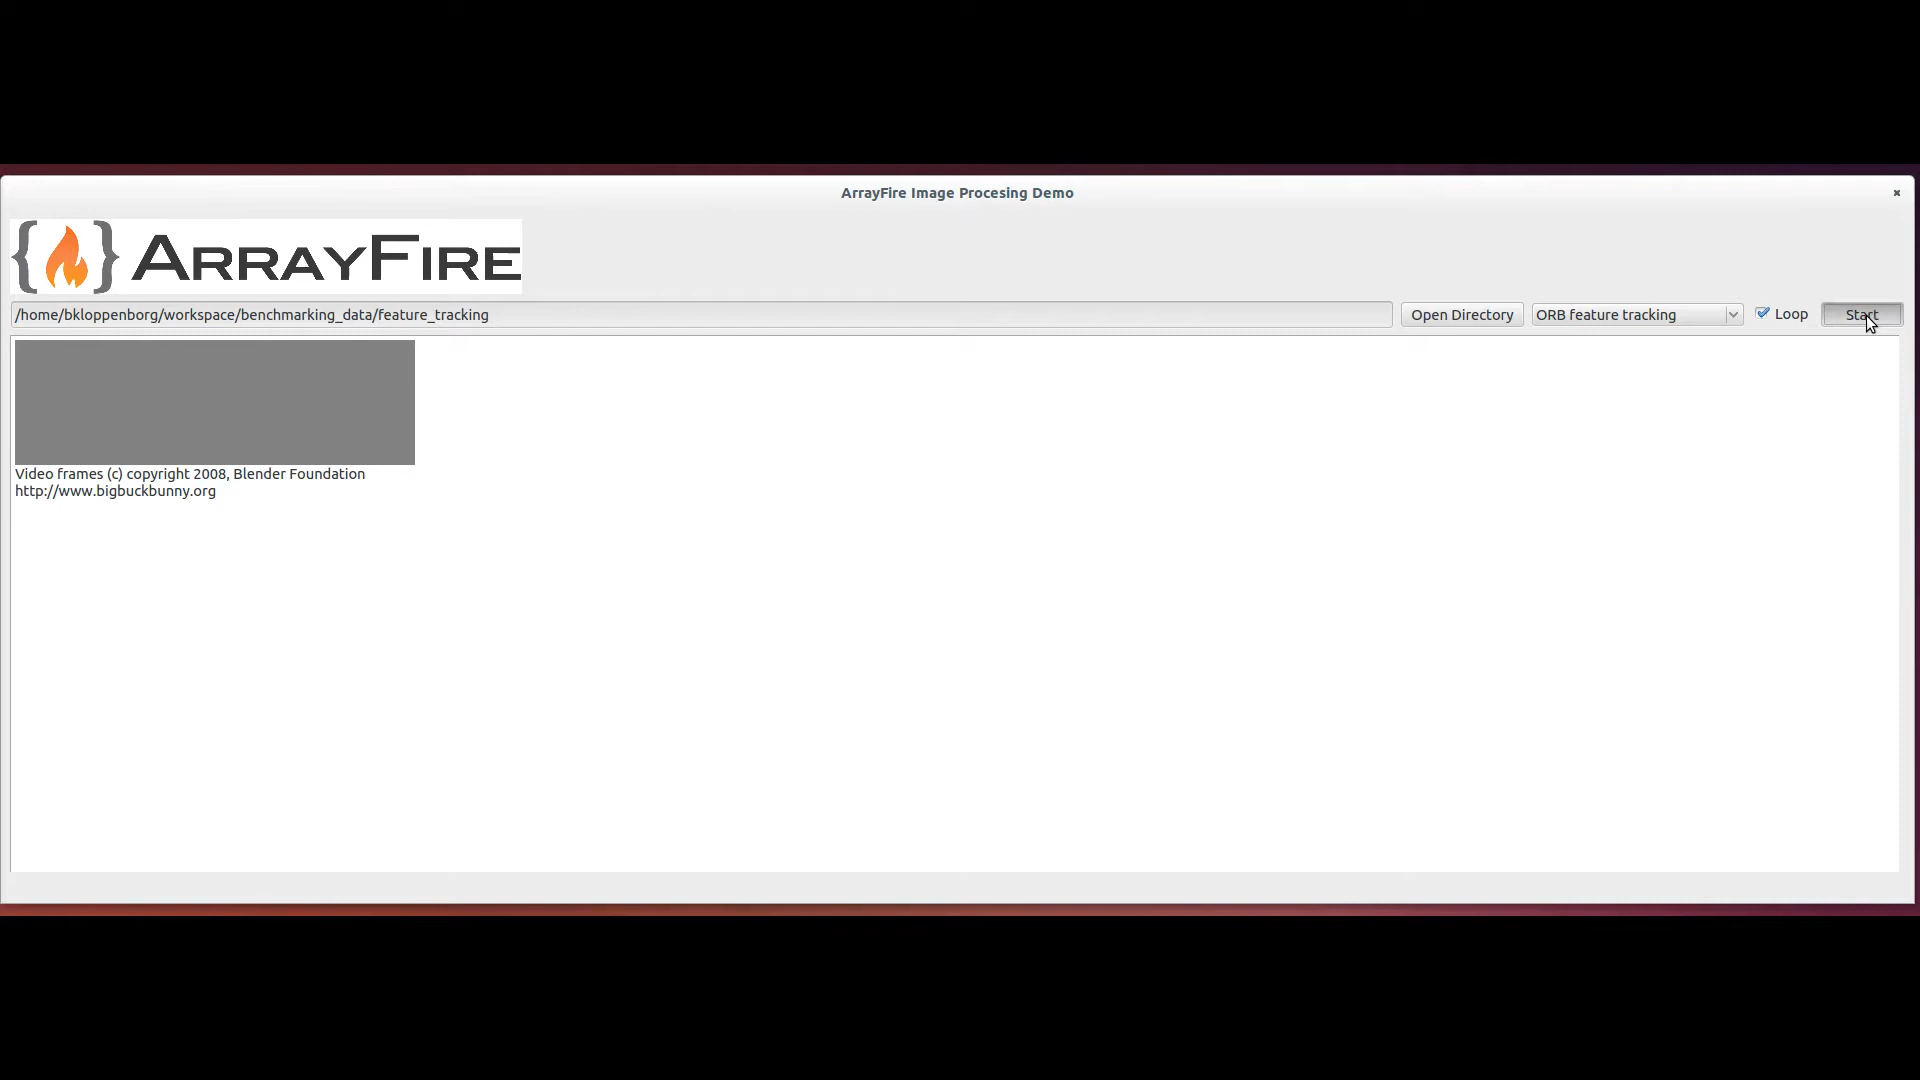 ArrayFire Image Procesing Demo
{ } ARRAYFIRE
/home/bkloppenborg/workspace/benchmarking_data/feature_tracking
Open Directory
ORB feature tracking
Loop
Start
Video frames (c) copyright 2008, Blender Foundation
http://www.bigbuckbunny.org